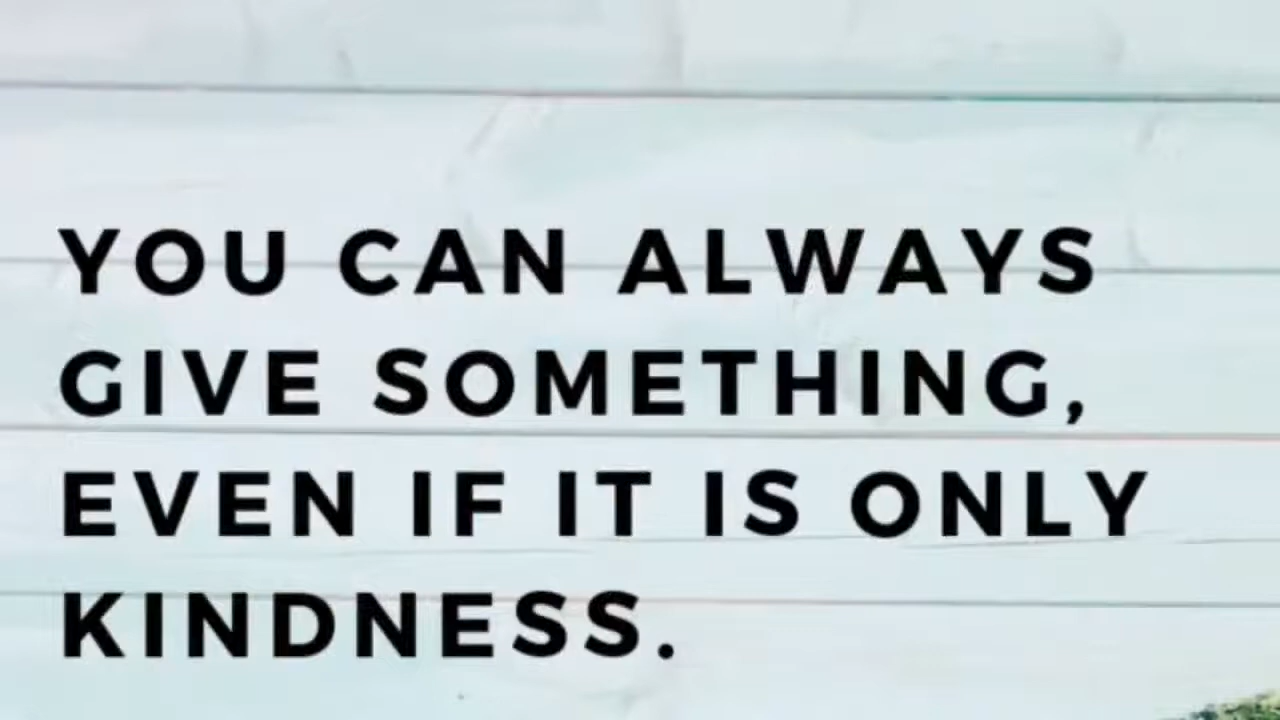 YOU CAN ALWAYS
GIVE SOMETHING,
EVEN IF IT IS ONLY
KINDNESS.